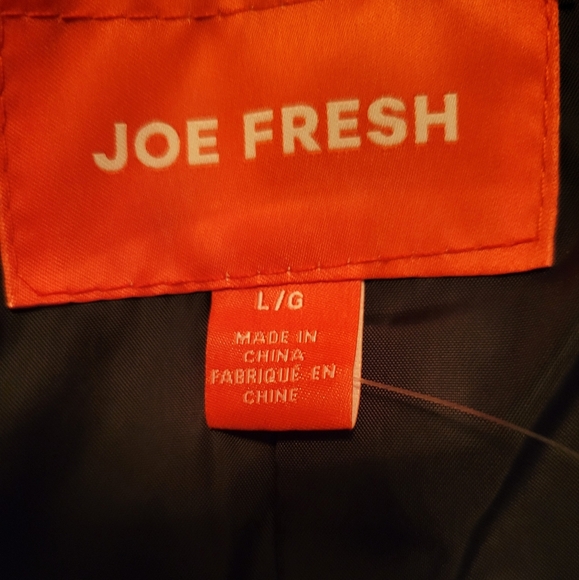 JOE FRESH
L/G
MADE IN
CHINA
FABRIQUÉ EN
CHINE